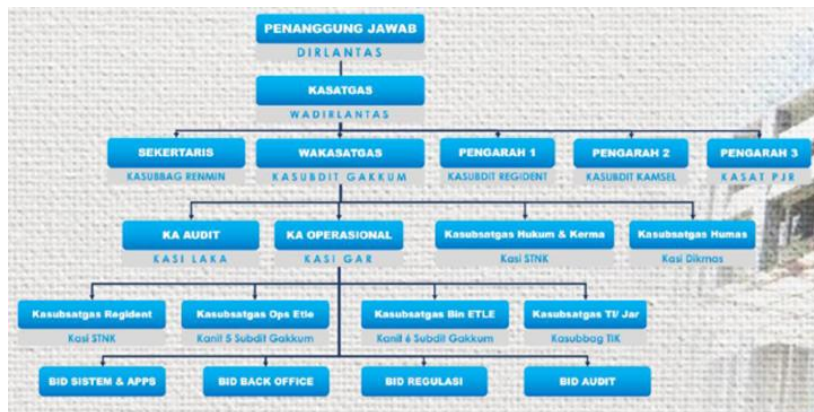 PENANGGUNG JAWAB
DIRLANTAS
KASATGAS
WADIRLANTAS
SEKERTARIS
WAKASATGAS
PENGARAH 1
PENGARAH 2
PENGARAH 3
KASUBBAG RENMIN
KASUBDIT GAKKUM
KASUBDIT REGIDENT
KASUBDIT KAMSEL
KASAT PJR
KA AUDIT
KA OPERASIONAL
Kasubsatgas Hukum & Kerma
Kasubsatgas Humas
KASI LAKA
KASI GAR
Kasi STNK
Kasi Dikmas
Kasubsatgas Regident
Kasubsatgas Ops Etle
Kasubsatgas Bin ETLE
Kasubsatgas TI/ Jar
Kasi STNK
Kanit 5 Subdit Gakkum
Kanit 6 Subdit Gakkum
Kasubbag TIK
BID SISTEM & APPS
BID BACK OFFICE
BID REGULASI
BID AUDIT